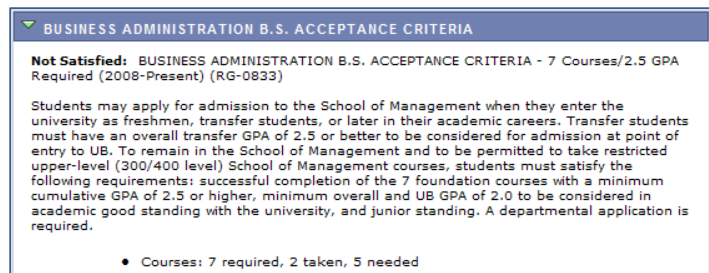 BUSINESS ADMINISTRATION B.S. ACCEPTANCE CRITERIA
Not Satisfied: BUSINESS ADMINISTRATION B.S. ACCEPTANCE CRITERIA - 7 Courses/2.5 GPA
Required (2008-Present) (RG-0833)
Students may apply for admission to the School of Management when they enter the
university as freshmen, transfer students, or later in their academic careers. Transfer students
must have an overall transfer GPA of 2.5 or better to be considered for admission at point of
entry to UB. To remain in the School of Management and to be permitted to take restricted
upper-level (300/400 level) School of Management courses, students must satisfy the
following requirements: successful completion of the 7 foundation courses with a minimum
cumulative GPA of 2.5 or higher, minimum overall and UB GPA of 2.0 to be considered in
academic good standing with the university, and junior standing. A departmental application is
required.
• Courses: 7 required, 2 taken, 5 needed